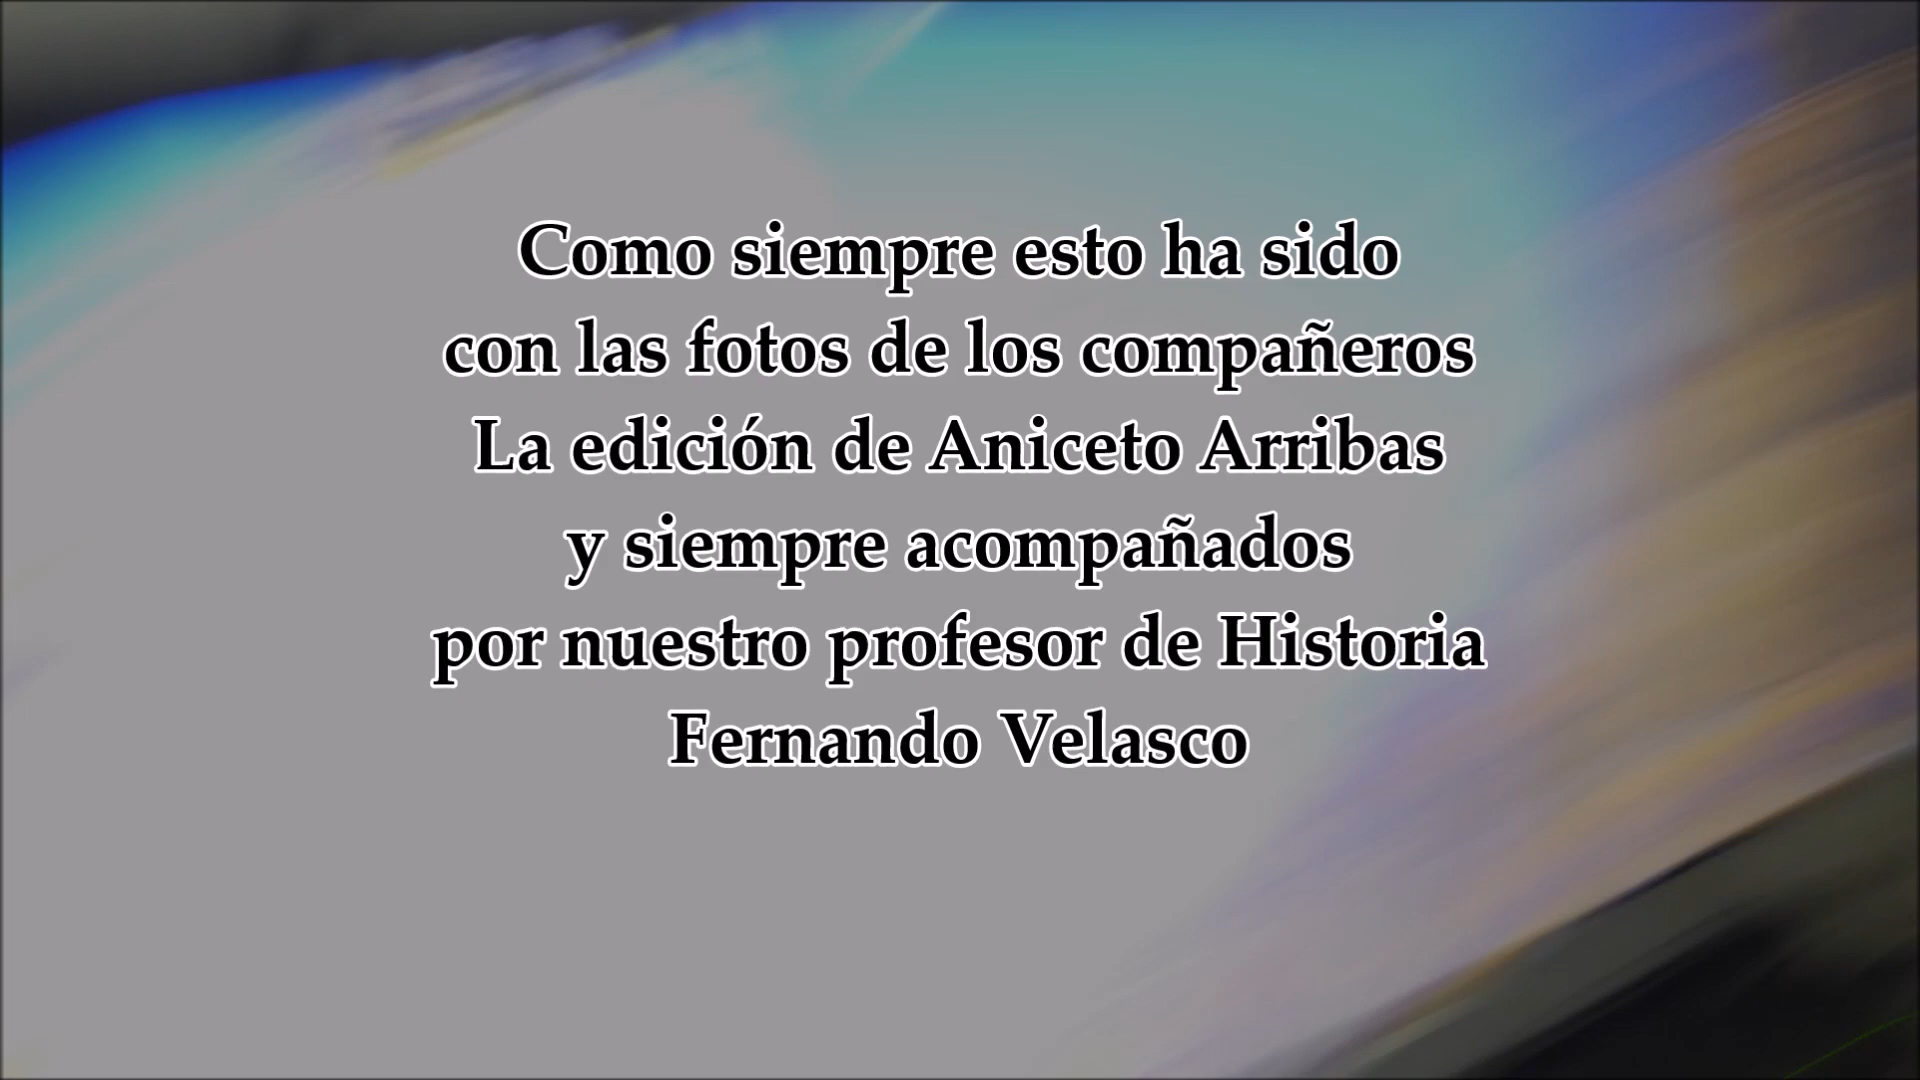 Como siempre esto ha sido
con las fotos de los compañeros
La edición de Aniceto Arribas
y siempre acompañados
por nuestro profesor de Historia
Fernando Velasco